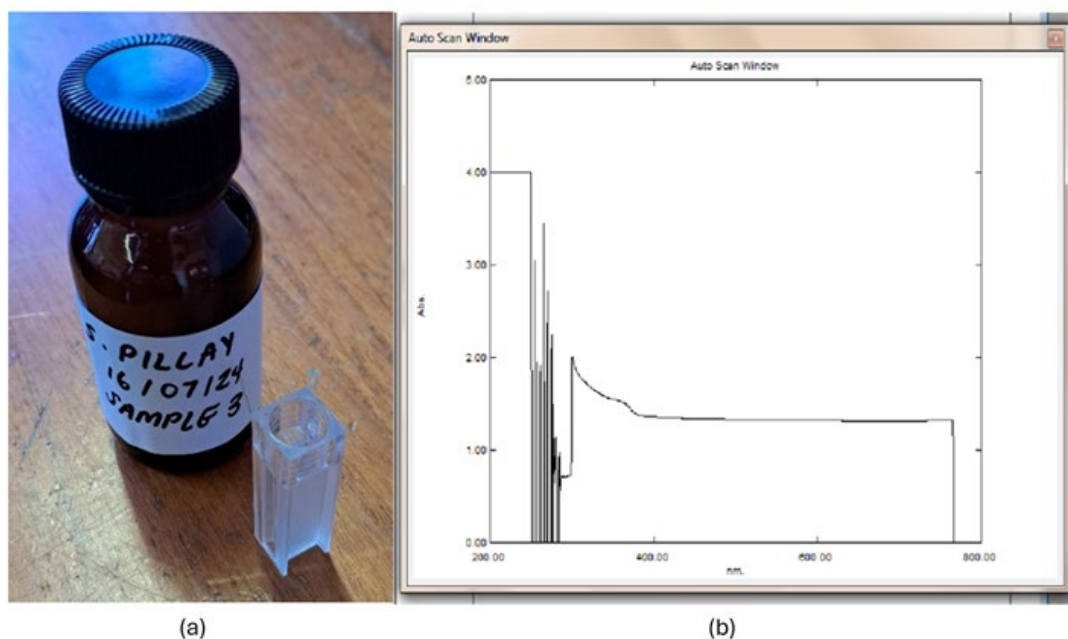 S. PILLAY
16/07/24
SAMPLE 3
Auto Scan Window
Auto Scan Window
5.00
4.00
3.00
2.00
1.00
0.00
Abs.
200.00 400.00 600.00 800.00
nm.
(a) (b)